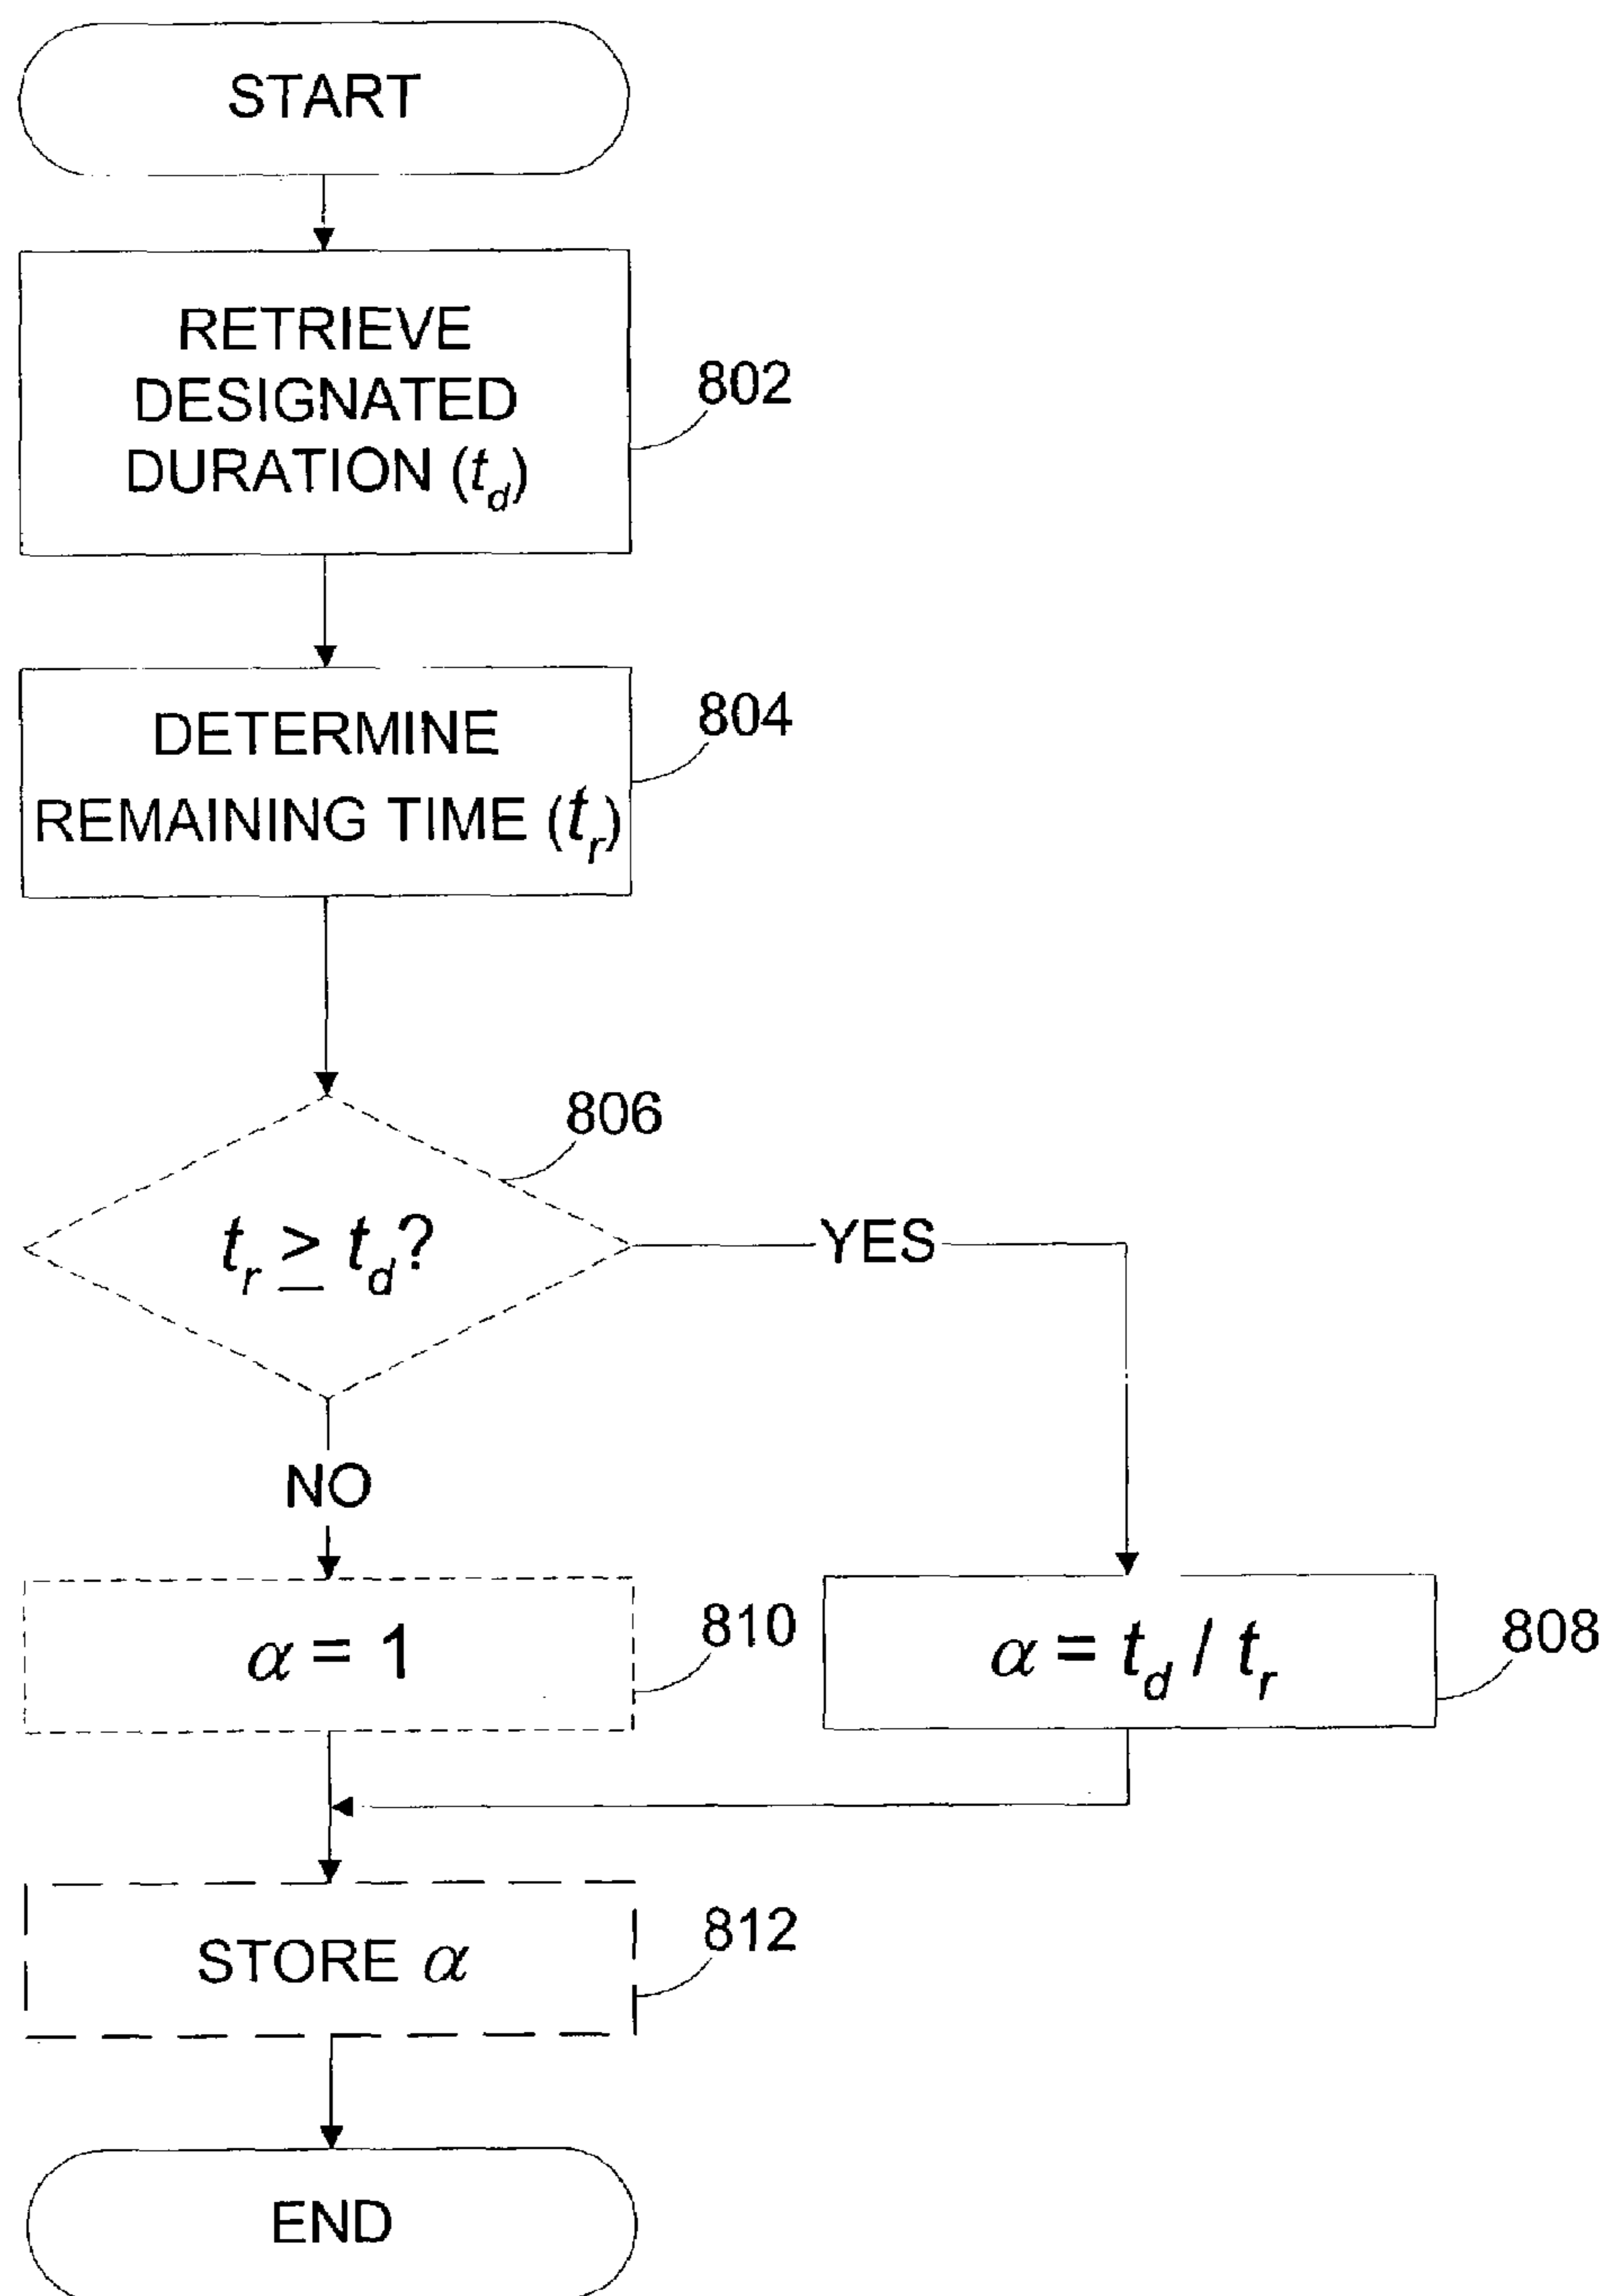 START
RETRIEVE
DESIGNATED
DURATION (t_d)
802
DETERMINE
REMAINING TIME (t_r)
804
806
t_r ≥ t_d?
YES
NO
α = 1
810
α = t_d / t_r
808
STORE α
812
END